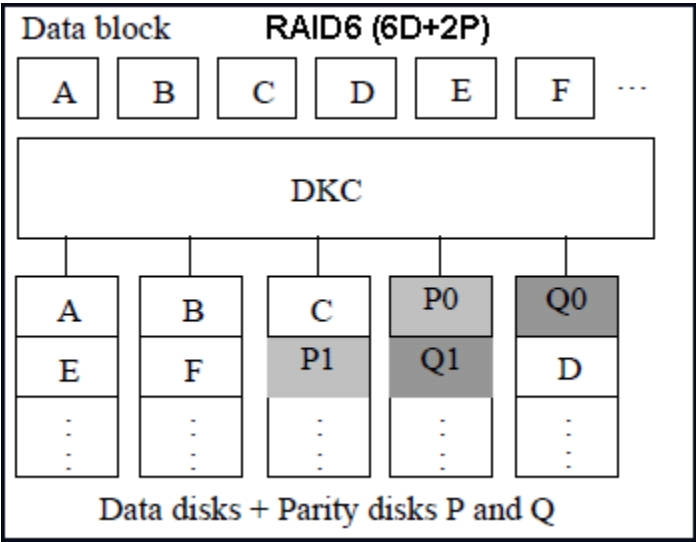 Data block RAID6 (6D+2P)
A B C D E F ...
DKC
A B C P0 Q0
E F P1 Q1 D
Data disks + Parity disks P and Q